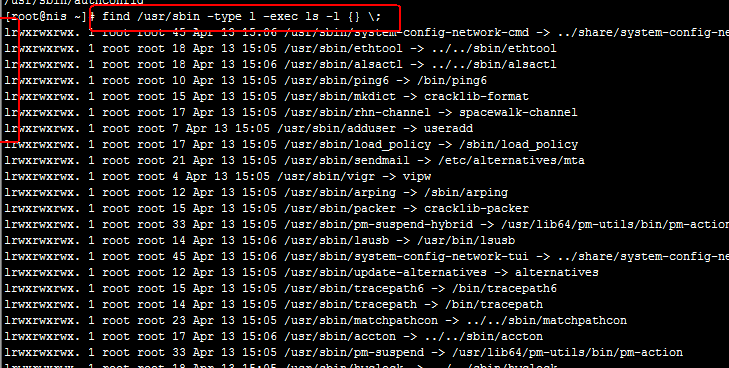 /usr/sbin/authconfig
[root@nis ~]# find /usr/sbin -type l -exec ls -l {} \;
lrwxrwxrwx. 1 root root 45 Apr 13 15:06 /usr/sbin/system-config-network-cmd -> ../share/system-config-ne
lrwxrwxrwx. 1 root root 18 Apr 13 15:05 /usr/sbin/ethtool -> ../../sbin/ethtool
lrwxrwxrwx. 1 root root 18 Apr 13 15:06 /usr/sbin/alsactl -> ../../sbin/alsactl
lrwxrwxrwx. 1 root root 10 Apr 13 15:05 /usr/sbin/ping6 -> /bin/ping6
lrwxrwxrwx. 1 root root 15 Apr 13 15:05 /usr/sbin/mkdict -> cracklib-format
lrwxrwxrwx. 1 root root 17 Apr 13 15:05 /usr/sbin/rhn-channel -> spacewalk-channel
lrwxrwxrwx. 1 root root 7 Apr 13 15:05 /usr/sbin/adduser -> useradd
lrwxrwxrwx. 1 root root 17 Apr 13 15:05 /usr/sbin/load_policy -> /sbin/load_policy
lrwxrwxrwx. 1 root root 21 Apr 13 15:05 /usr/sbin/sendmail -> /etc/alternatives/mta
lrwxrwxrwx. 1 root root 4 Apr 13 15:05 /usr/sbin/vigr -> vipw
lrwxrwxrwx. 1 root root 12 Apr 13 15:05 /usr/sbin/arping -> /sbin/arping
lrwxrwxrwx. 1 root root 15 Apr 13 15:05 /usr/sbin/packer -> cracklib-packer
lrwxrwxrwx. 1 root root 33 Apr 13 15:05 /usr/sbin/pm-suspend-hybrid -> /usr/lib64/pm-utils/bin/pm-action
lrwxrwxrwx. 1 root root 14 Apr 13 15:06 /usr/sbin/lsusb -> /usr/bin/lsusb
lrwxrwxrwx. 1 root root 45 Apr 13 15:06 /usr/sbin/system-config-network-tui -> ../share/system-config-ne
lrwxrwxrwx. 1 root root 12 Apr 13 15:05 /usr/sbin/update-alternatives -> alternatives
lrwxrwxrwx. 1 root root 15 Apr 13 15:05 /usr/sbin/tracepath6 -> /bin/tracepath6
lrwxrwxrwx. 1 root root 14 Apr 13 15:05 /usr/sbin/tracepath -> /bin/tracepath
lrwxrwxrwx. 1 root root 23 Apr 13 15:05 /usr/sbin/matchpathcon -> ../../sbin/matchpathcon
lrwxrwxrwx. 1 root root 17 Apr 13 15:06 /usr/sbin/accton -> ../../sbin/accton
lrwxrwxrwx. 1 root root 33 Apr 13 15:05 /usr/sbin/pm-suspend -> /usr/lib64/pm-utils/bin/pm-action
lrwxrwxrwx. 1 root root 18 Apr 13 15:05 /usr/sbin/hwclock -> ../../sbin/hwclock